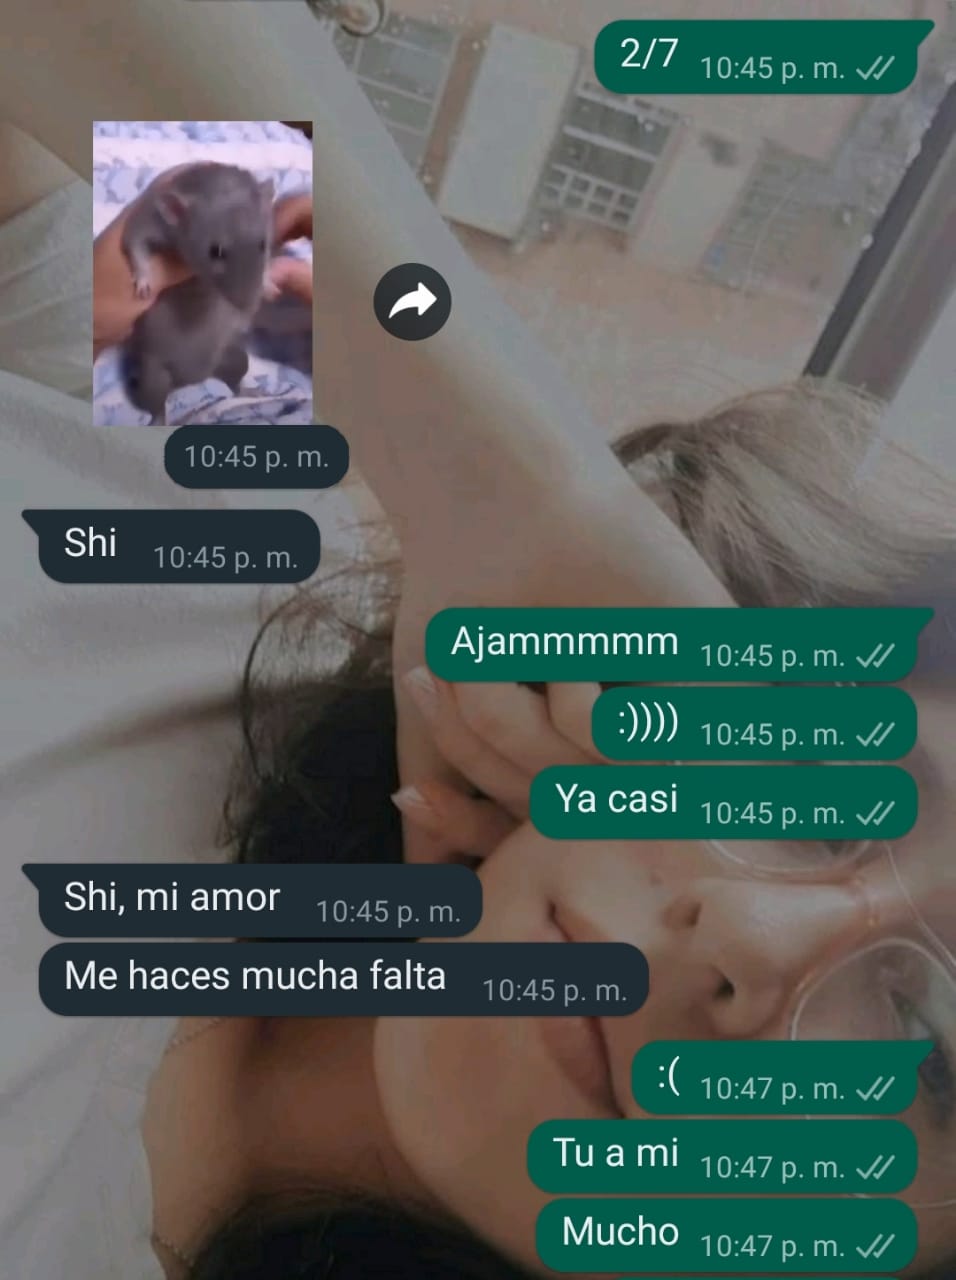 2/7 10:45 p. m.
10:45 p. m.
Shi 10:45 p. m.
Ajammmmm 10:45 p. m.
:)))) 10:45 p. m.
Ya casi 10:45 p. m.
Shi, mi amor 10:45 p. m.
Me haces mucha falta 10:45 p. m.
:( 10:47 p. m.
Tu a mi 10:47 p. m.
Mucho 10:47 p. m.